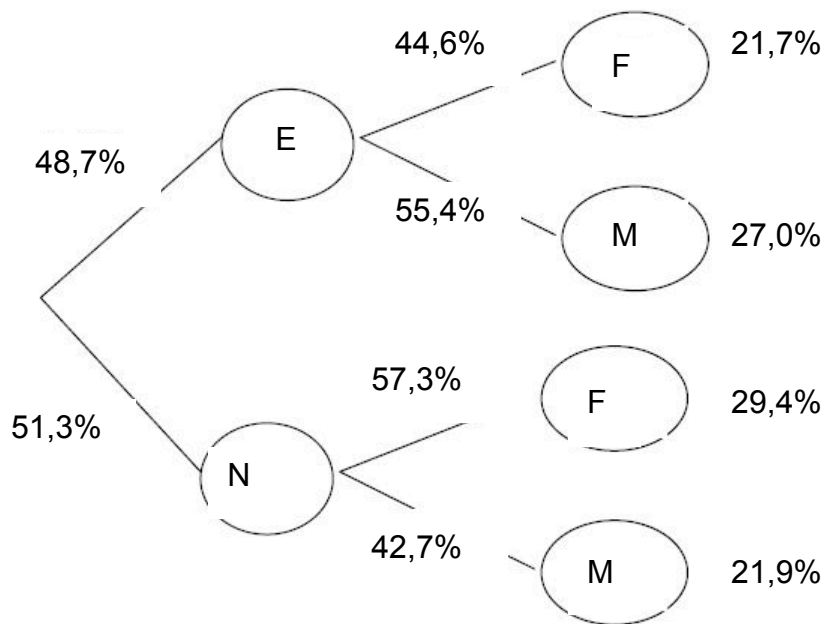 44,6%
F
21,7%
E
48,7%
55,4%
M
27,0%
57,3%
F
29,4%
51,3%
N
42,7%
M
21,9%